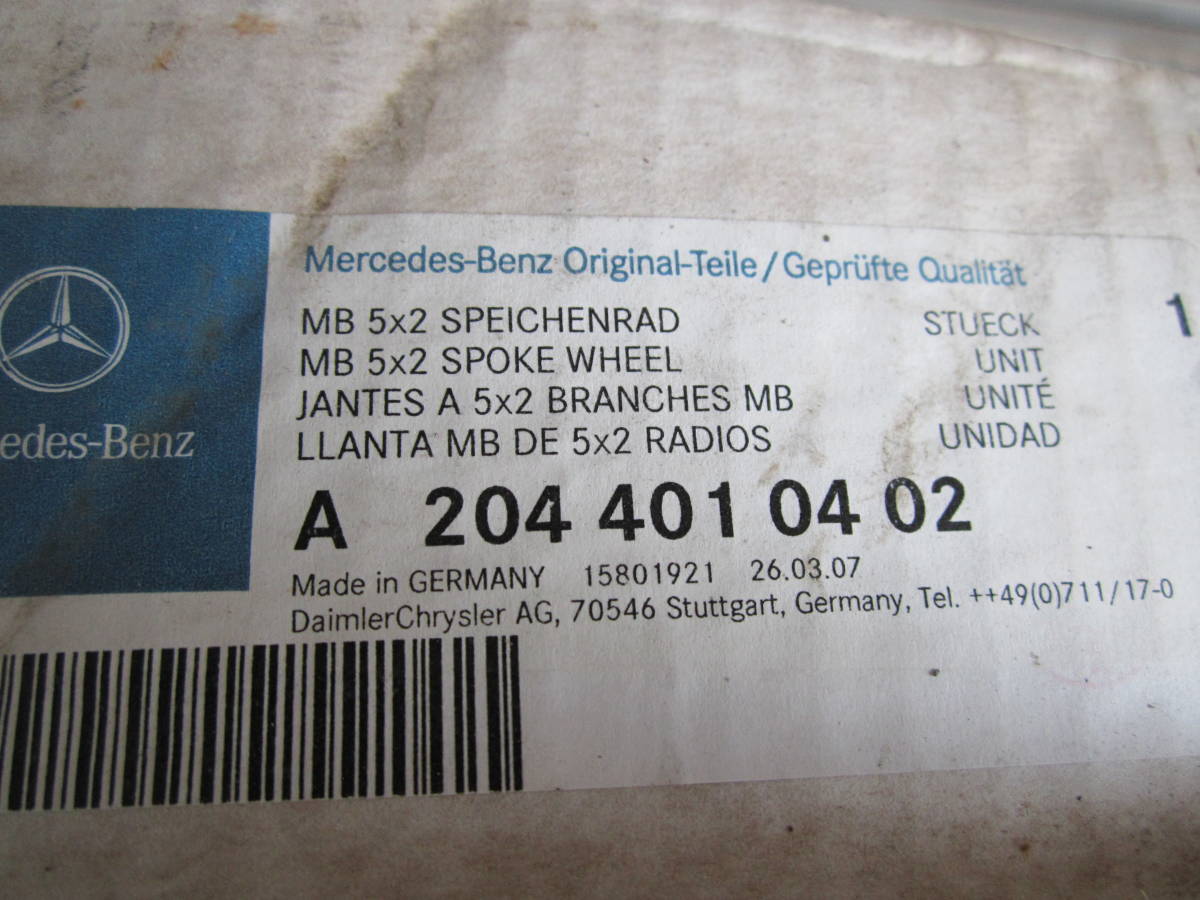 Mercedes-Benz Original-Teile/Geprüfte Qualität
MB 5x2 SPEICHENRAD STUECK 1
MB 5x2 SPOKE WHEEL UNIT
JANTES A 5x2 BRANCHES MB UNITÉ
LLANTA MB DE 5x2 RADIOS UNIDAD
edes-Benz
A 204 401 04 02
Made in GERMANY 15801921 26.03.07
DaimlerChrysler AG, 70546 Stuttgart, Germany, Tel. ++49(0)711/17-0